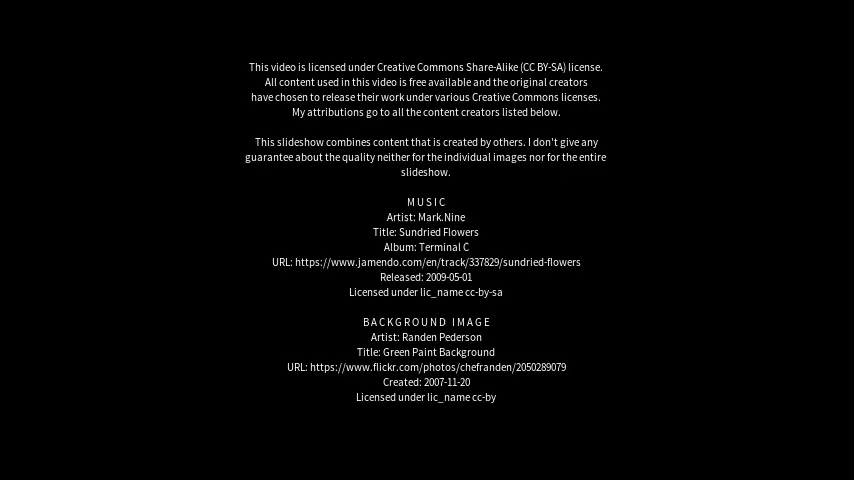 This video is licensed under Creative Commons Share-Alike (CC BY-SA) license.
All content used in this video is free available and the original creators
have chosen to release their work under various Creative Commons licenses.
My attributions go to all the content creators listed below.
This slideshow combines content that is created by others. I don't give any
guarantee about the quality neither for the individual images nor for the entire
slideshow.
MUSIC
Artist: Mark.Nine
Title: Sundried Flowers
Album: Terminal C
URL: https://www.jamendo.com/en/track/337829/sundried-flowers
Released: 2009-05-01
Licensed under lic_name cc-by-sa
BACKGROUND IMAGE
Artist: Randen Pederson
Title: Green Paint Background
URL: https://www.flickr.com/photos/chefranden/2050289079
Created: 2007-11-20
Licensed under lic_name cc-by